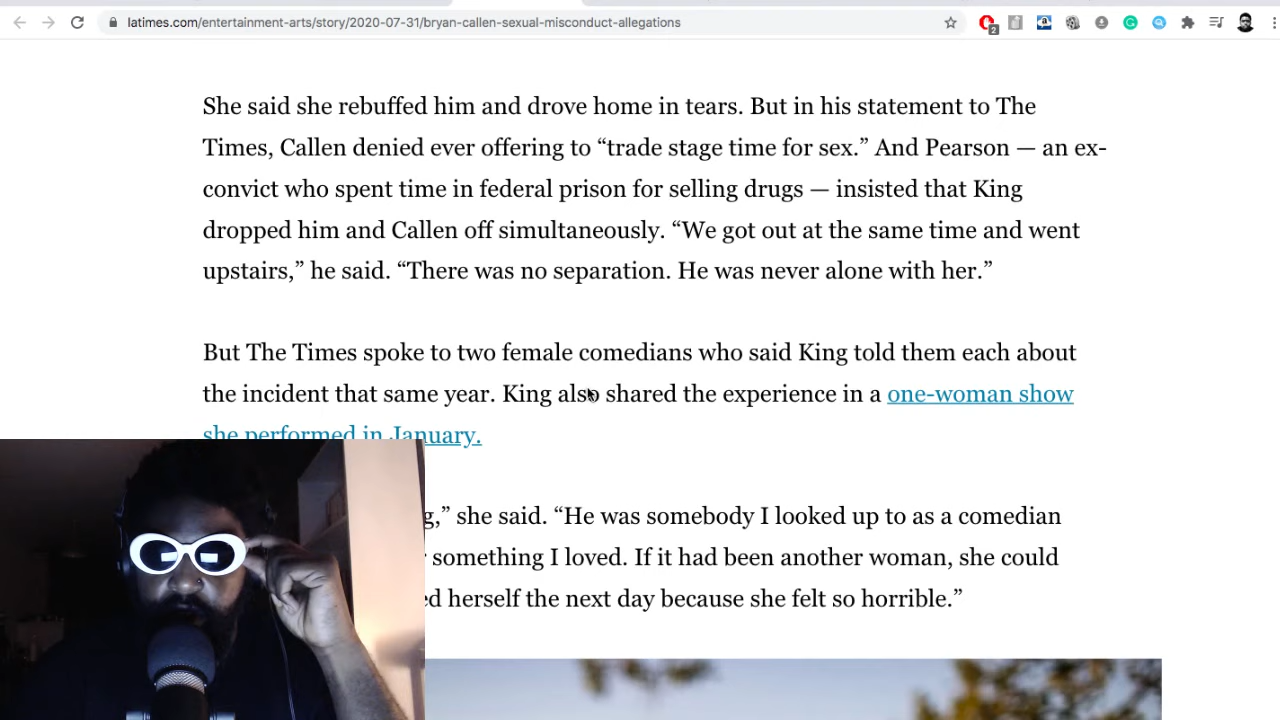 latimes.com/entertainment-arts/story/2020-07-31/bryan-callen-sexual-misconduct-allegations
2
She said she rebuffed him and drove home in tears. But in his statement to The
Times, Callen denied ever offering to “trade stage time for sex.” And Pearson — an ex-
convict who spent time in federal prison for selling drugs — insisted that King
dropped him and Callen off simultaneously. “We got out at the same time and went
upstairs,” he said. “There was no separation. He was never alone with her.”
But The Times spoke to two female comedians who said King told them each about
the incident that same year. King also shared the experience in a one-woman show
she performed in January.
she said. “He was somebody I looked up to as a comedian
something I loved. If it had been another woman, she could
herself the next day because she felt so horrible.”